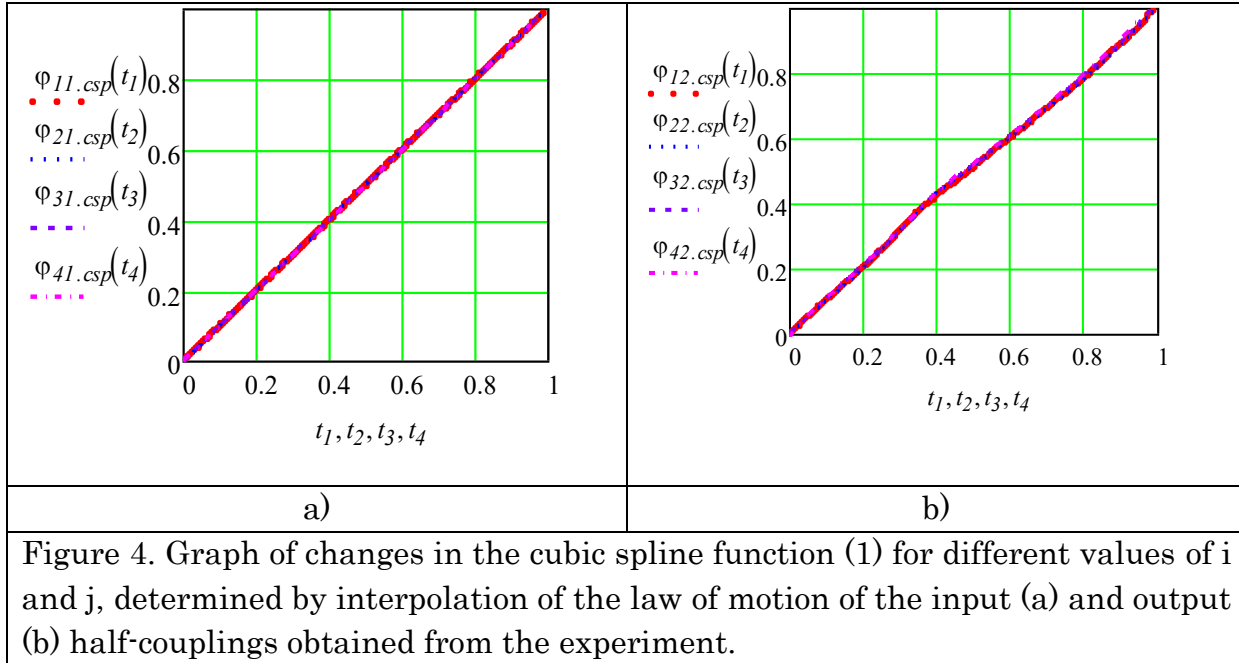 φ11.csp(t1)
φ21.csp(t2)
φ31.csp(t3)
φ41.csp(t4)
0.8
0.6
0.4
0.2
0
0 0.2 0.4 0.6 0.8 1
t1, t2, t3, t4
φ12.csp(t1)
φ22.csp(t2)
φ32.csp(t3)
φ42.csp(t4)
0.8
0.6
0.4
0.2
0
0 0.2 0.4 0.6 0.8 1
t1, t2, t3, t4
a)
b)
Figure 4. Graph of changes in the cubic spline function (1) for different values of i
and j, determined by interpolation of the law of motion of the input (a) and output
(b) half-couplings obtained from the experiment.